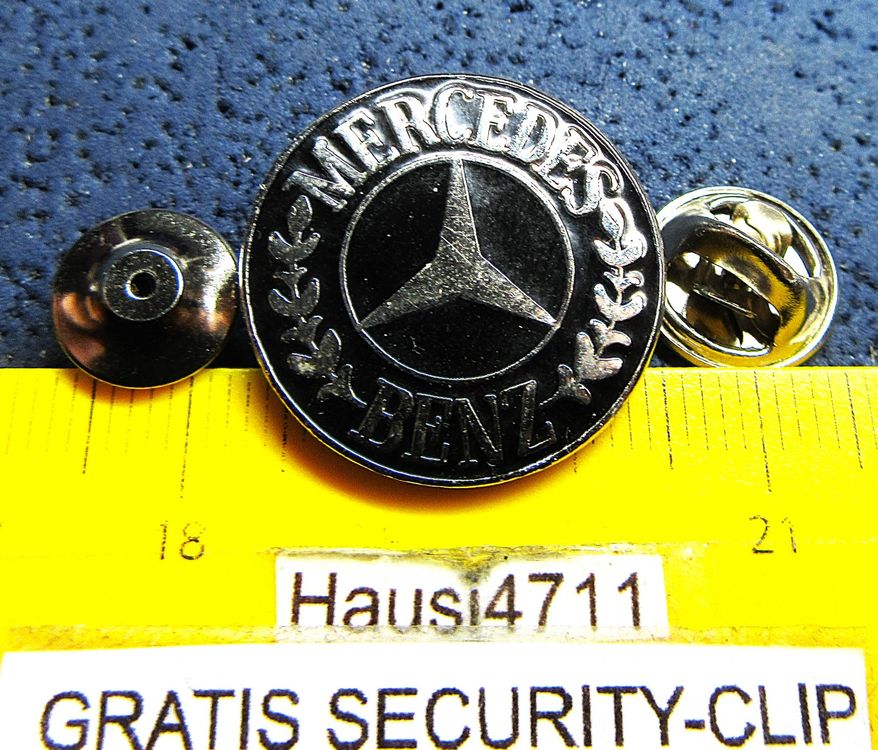 MERCEDES
BENZ
18 21
Hausi4711
GRATIS SECURITY-CLIP